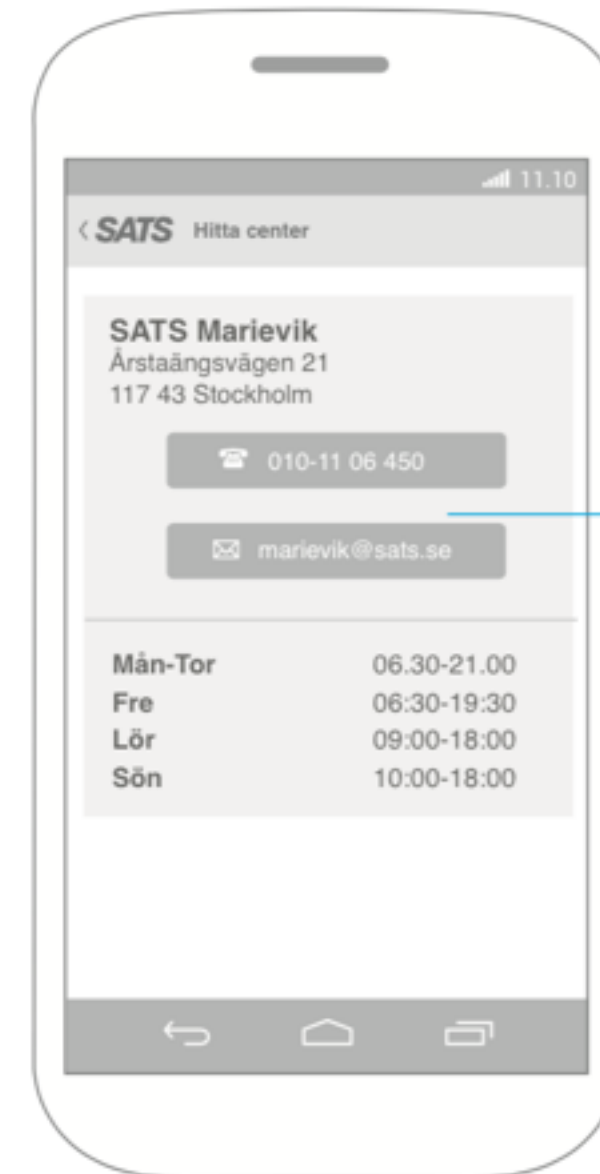 11.10
< SATS Hitta center
SATS Marievik
Årstaängsvägen 21
117 43 Stockholm
010-11 06 450
marievik@sats.se
Mån-Tor 06.30-21.00
Fre 06:30-19:30
Lör 09:00-18:00
Sön 10:00-18:00